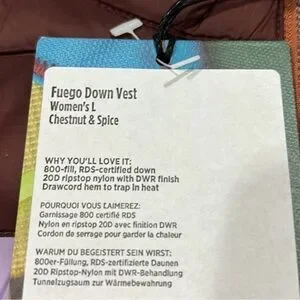 Fuego Down Vest
Women's L
Chestnut & Spice
WHY YOU'LL LOVE IT:
800-fill, RDS-certified down
20D ripstop nylon with DWR finish
Drawcord hem to trap in heat
POURQUOI VOUS L'AIMEREZ:
Garnissage 800 certifié RDS
Nylon en ripstop 20D avec finition DWR
Cordon de serrage pour garder la chaleur
WARUM DU BEGEISTERT SEIN WIRST:
800er-Füllung, RDS-zertifizierte Daunen
20D Ripstop-Nylon mit DWR-Behandlung
Tunnelzugsaum zur Wärmebewahrung